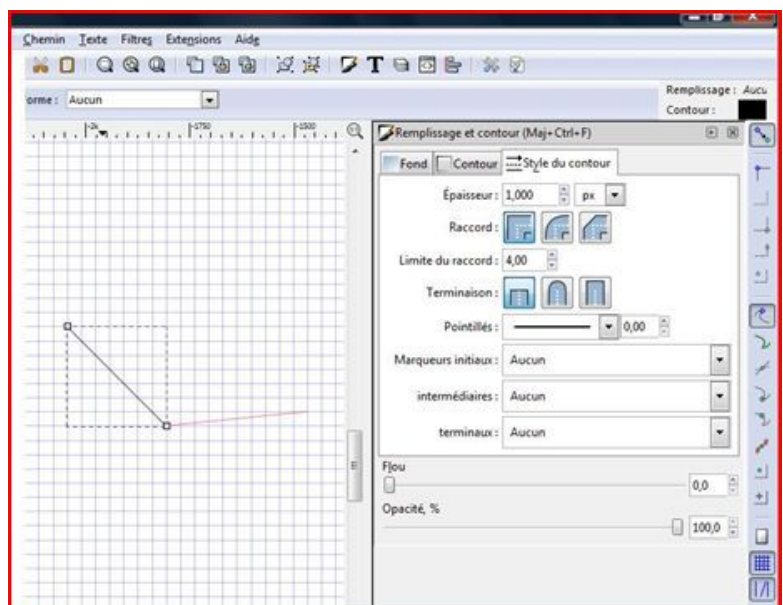 Chemin Texte Filtres Extensions Aide
Remplissage : Aucu
orme : Aucun
Contour :
-1750 -1500
Remplissage et contour (Maj+Ctrl+F)
Fond Contour Style du contour
Épaisseur : 1,000 px
Raccord :
Limite du raccord : 4,00
Terminaison :
Pointillés : 0,00
Marqueurs initiaux : Aucun
intermédiaires : Aucun
terminaux : Aucun
Flou
0,0
Opacité, %
100,0